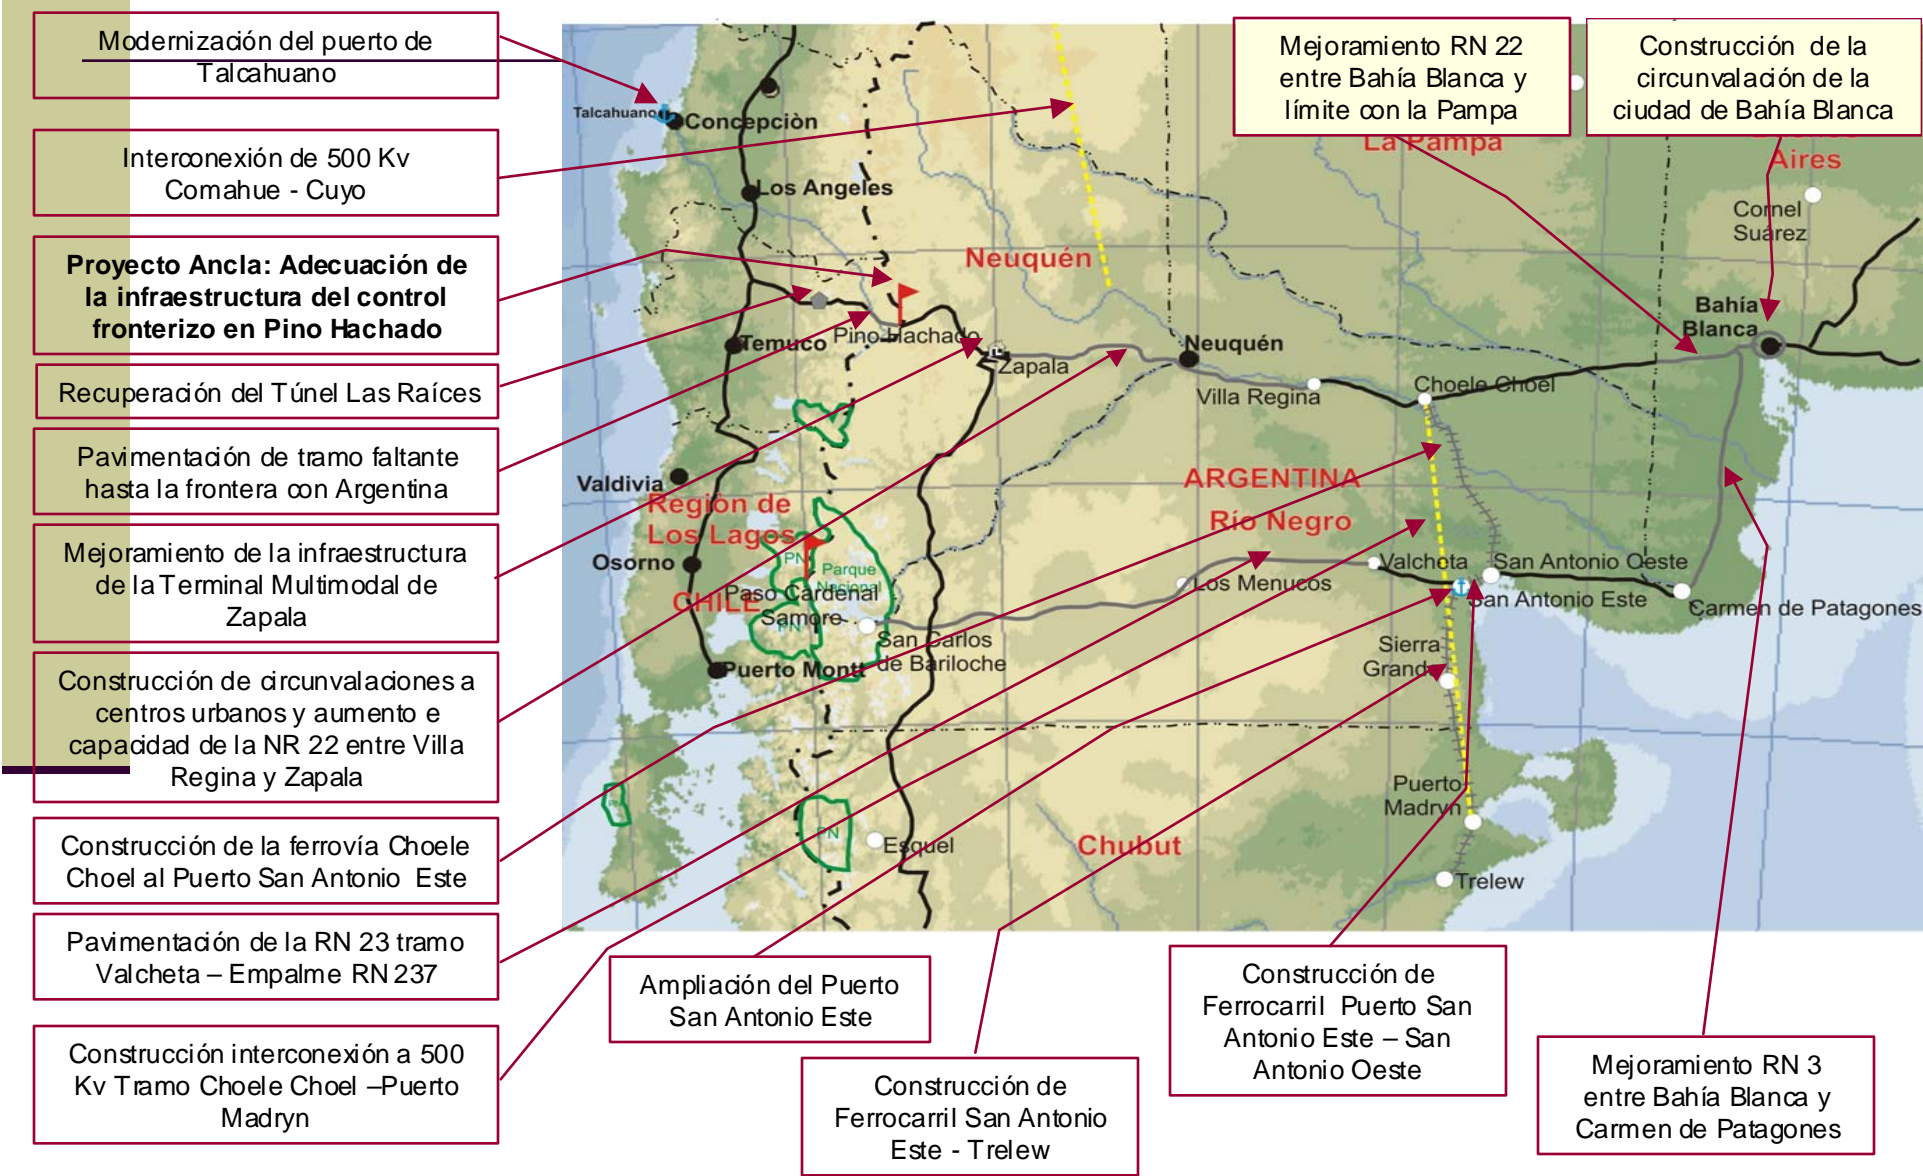 Modernización del puerto de
Talcahuano
Interconexión de 500 Kv
Comahue - Cuyo
Proyecto Ancla: Adecuación de
la infraestructura del control
fronterizo en Pino Hachado
Recuperación del Túnel Las Raíces
Pavimentación de tramo faltante
hasta la frontera con Argentina
Mejoramiento de la infraestructura
de la Terminal Multimodal de
Zapala
Construcción de circunvalaciones a
centros urbanos y aumento e
capacidad de la NR 22 entre Villa
Regina y Zapala
Construcción de la ferrovía Choele
Choel al Puerto San Antonio Este
Pavimentación de la RN 23 tramo
Valcheta – Empalme RN 237
Construcción interconexión a 500
Kv Tramo Choele Choel –Puerto
Madryn
Ampliación del Puerto
San Antonio Este
Construcción de
Ferrocarril San Antonio
Este - Trelew
Construcción de
Ferrocarril Puerto San
Antonio Este – San
Antonio Oeste
Mejoramiento RN 3
entre Bahía Blanca y
Carmen de Patagones
Mejoramiento RN 22
entre Bahía Blanca y
límite con la Pampa
Construcción de la
circunvalación de la
ciudad de Bahía Blanca
Talcahuano
Concepciòn
Los Angeles
La Pampa
Aires
Cornel
Suárez
Neuquén
Bahía
Blanca
Temuco
Pino Hachado
Zapala
Neuquén
Villa Regina
Choele Choel
Valdivia
Región de
Los Lagos
ARGENTINA
Río Negro
Osorno
PN
Parque
Nacional
CHILE
Paso Cardenal
Samore
PN
San Carlos
de Bariloche
Puerto Montt
Los Menucos
Valcheta
San Antonio Oeste
San Antonio Este
Carmen de Patagones
Sierra
Grande
Puerto
Madryn
PN
PN
Esquel
Chubut
Trelew